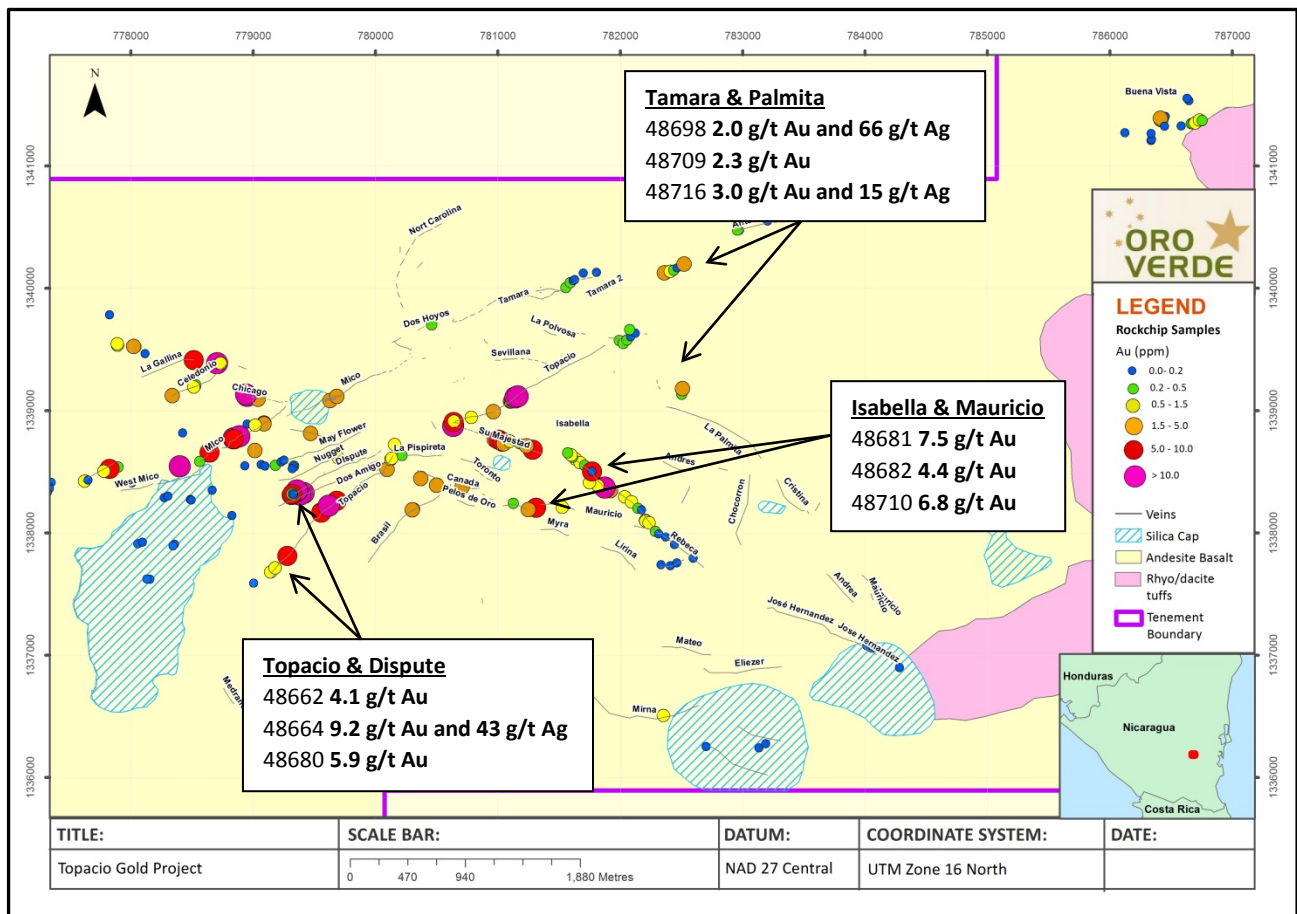 778000 779000 780000 781000 782000 783000 784000 785000 786000 787000
N
Buena Vista
Tamara & Palmita
48698 2.0 g/t Au and 66 g/t Ag
48709 2.3 g/t Au
48716 3.0 g/t Au and 15 g/t Ag
1341000
1341000
ORO
VERDE
Nort Carolina
1340000
1340000
Tamara
Tamara 2
Dos Hoyos
La Polvosa
Sevillana
Topacio
La Gallina
Celedonio
Mico
Chicago
LEGEND
Rockchip Samples
Au (ppm)
0.0- 0.2
0.2 - 0.5
0.5 - 1.5
1.5 - 5.0
5.0 - 10.0
> 10.0
Veins
Silica Cap
Andesite Basalt
Rhyo/dacite
tuffs
Tenement
Boundary
1339000
1339000
Isabella & Mauricio
48681 7.5 g/t Au
48682 4.4 g/t Au
48710 6.8 g/t Au
Isabella
Su Majestad
La Palmita
May Flower
Mico
Nugget
Dispute
La Pispireta
Dos Amigo
Toronto
Andres
West Mico
Canada
Pelos de Oro
Topacio
Cristina
Chocorron
Mauricio
Myra
Brasil
Rebeca
Lirina
1338000
1338000
Andrea
Mauricio
Mauricio
José Hernandez
Jose Hernandez
Mateo
Eliezer
1337000
1337000
Topacio & Dispute
48662 4.1 g/t Au
48664 9.2 g/t Au and 43 g/t Ag
48680 5.9 g/t Au
Mirna
1336000
1336000
Honduras
Nicaragua
Costa Rica
TITLE: SCALE BAR: DATUM: COORDINATE SYSTEM: DATE:
Topacio Gold Project
0 470 940 1,880 Metres
NAD 27 Central
UTM Zone 16 North